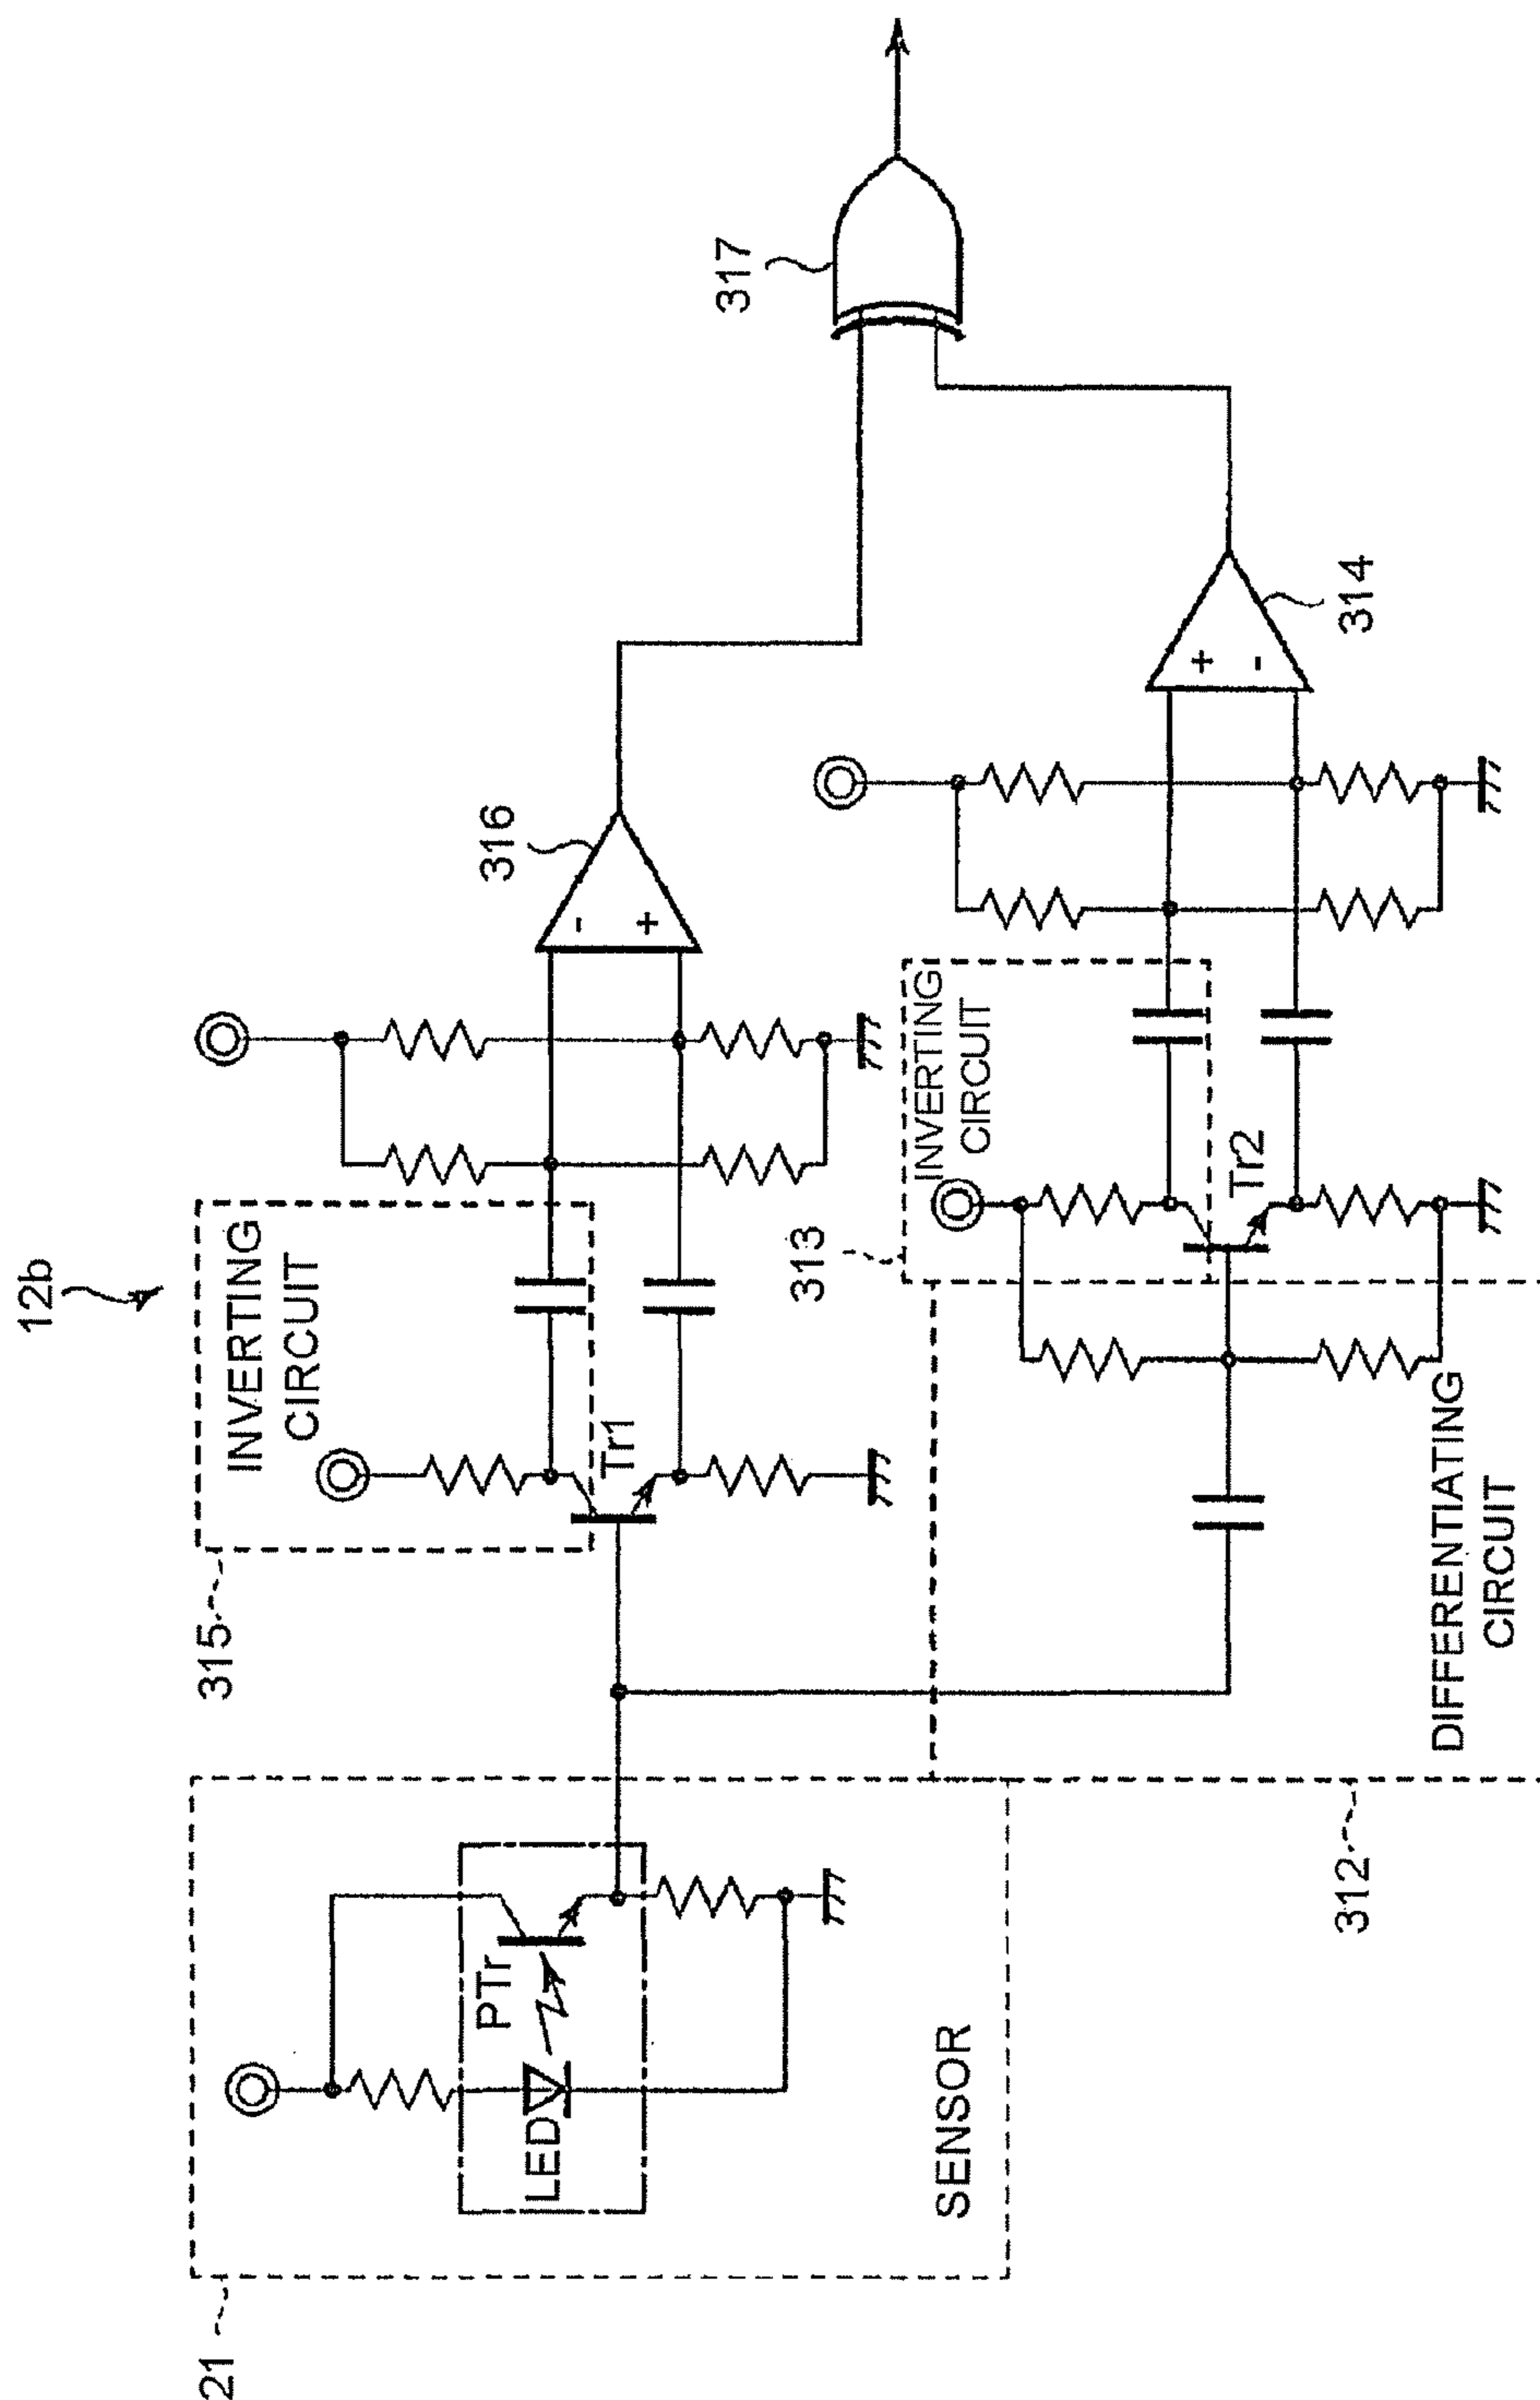 12b
21
SENSOR
LED
PTr
315
INVERTING
CIRCUIT
Tr1
316
-
+
312
DIFFERENTIATING
CIRCUIT
313
INVERTING
CIRCUIT
Tr2
+
-
314
317